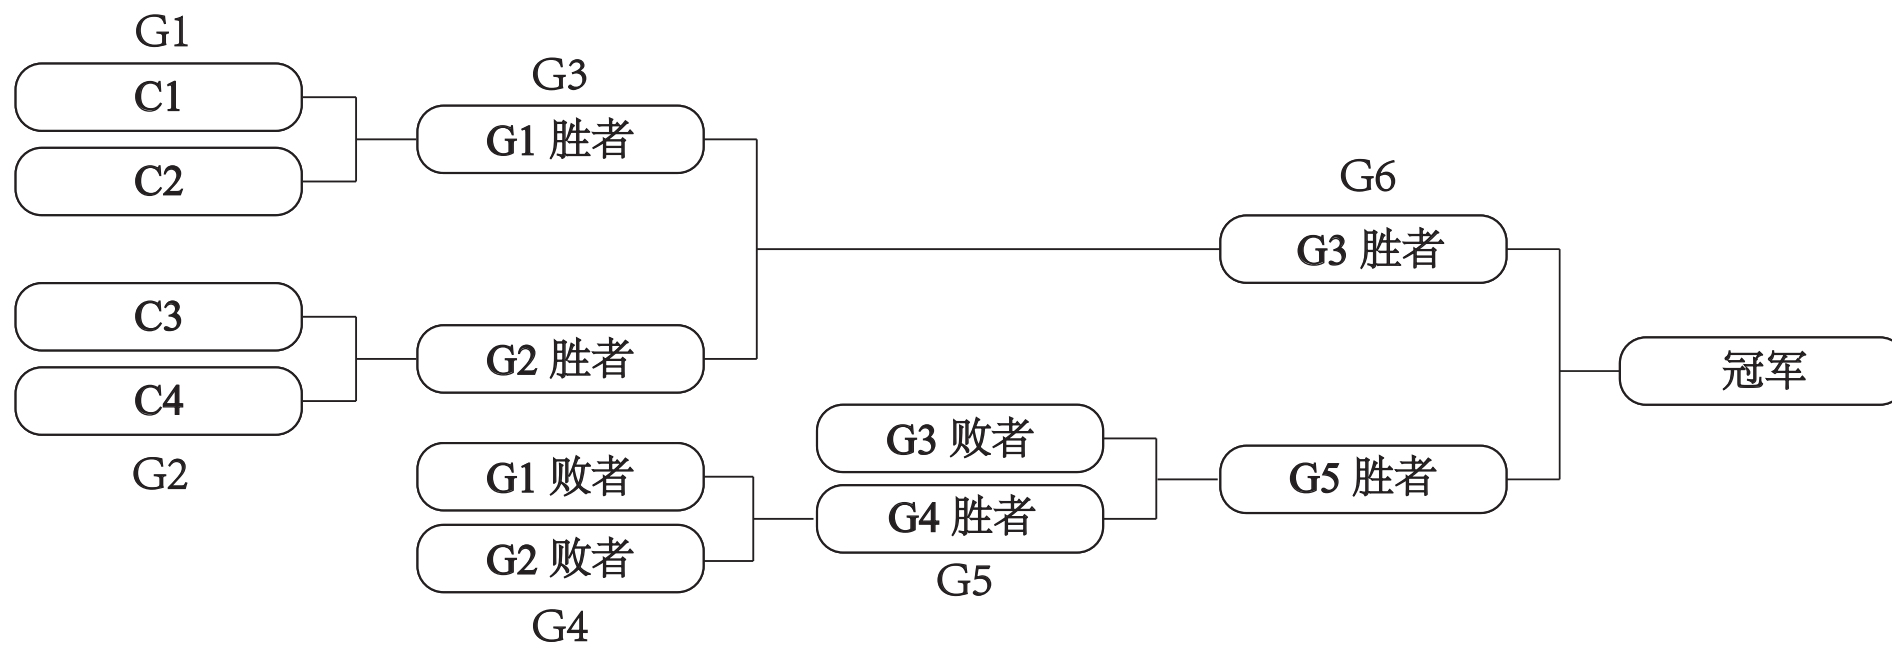 G1
C1
C2
C3
C4
G2
G3
G1 胜者
G2 胜者
G1 败者
G2 败者
G4
G3 败者
G4 胜者
G5
G6
G3 胜者
G5 胜者
冠军